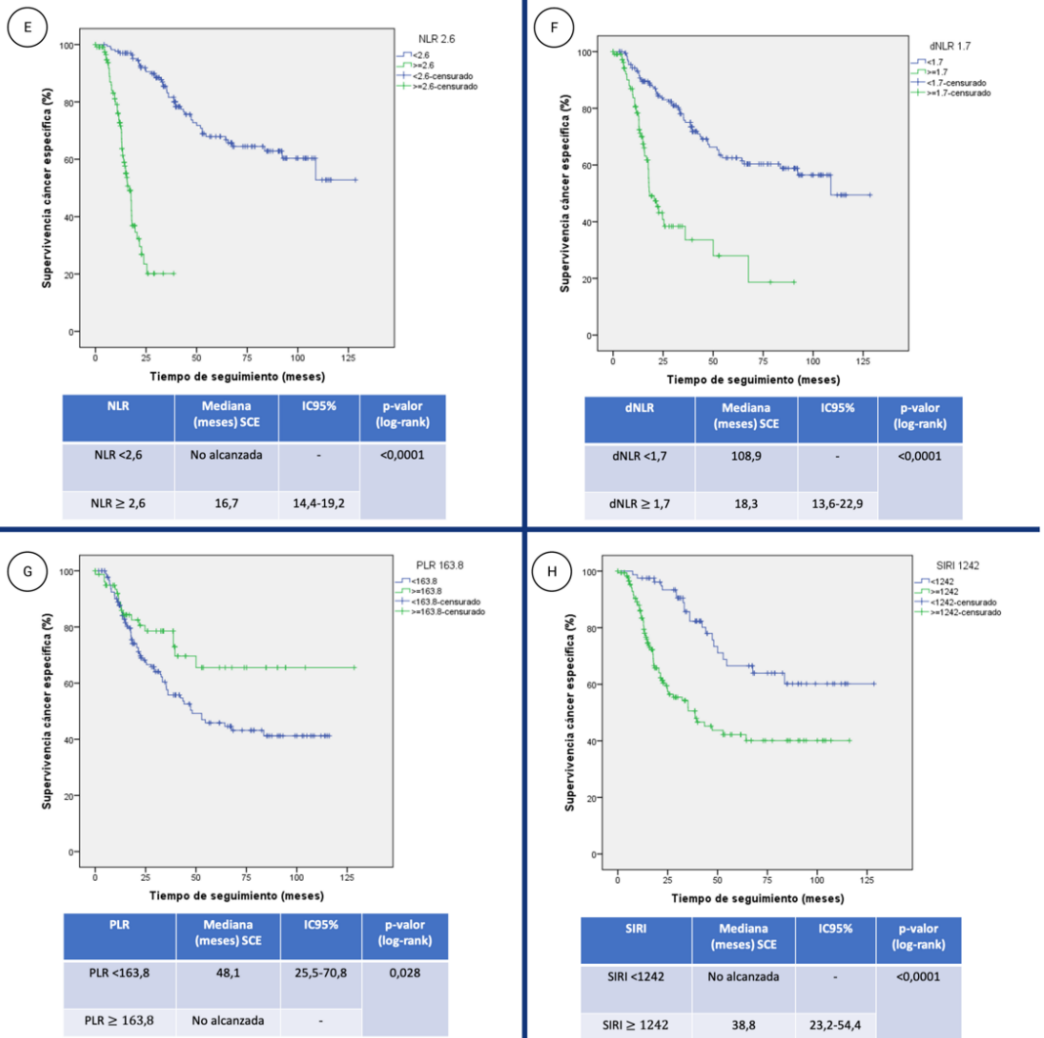 E
NLR 2.6
<2.6
>=2.6
<2.6-censurado
>=2.6-censurado
Supervivencia cáncer específica (%)
100
80
60
40
20
0
0 25 50 75 100 125
Tiempo de seguimiento (meses)
NLR Mediana (meses) SCE IC95% p-valor (log-rank)
NLR <2,6 No alcanzada - <0,0001
NLR ≥ 2,6 16,7 14,4-19,2
F
dNLR 1.7
<1.7
>=1.7
<1.7-censurado
>=1.7-censurado
Supervivencia cáncer específica (%)
100
80
60
40
20
0
0 25 50 75 100 125
Tiempo de seguimiento (meses)
dNLR Mediana (meses) SCE IC95% p-valor (log-rank)
dNLR <1,7 108,9 - <0,0001
dNLR ≥ 1,7 18,3 13,6-22,9
G
PLR 163.8
<163.8
>=163.8
<163.8-censurado
>=163.8-censurado
Supervivencia cáncer específica (%)
100
80
60
40
20
0
0 25 50 75 100 125
Tiempo de seguimiento (meses)
PLR Mediana (meses) SCE IC95% p-valor (log-rank)
PLR <163,8 48,1 25,5-70,8 0,028
PLR ≥ 163,8 No alcanzada -
H
SIRI 1242
<1242
>=1242
<1242-censurado
>=1242-censurado
Supervivencia cáncer específica (%)
100
80
60
40
20
0
0 25 50 75 100 125
Tiempo de seguimiento (meses)
SIRI Mediana (meses) SCE IC95% p-valor (log-rank)
SIRI <1242 No alcanzada - <0,0001
SIRI ≥ 1242 38,8 23,2-54,4